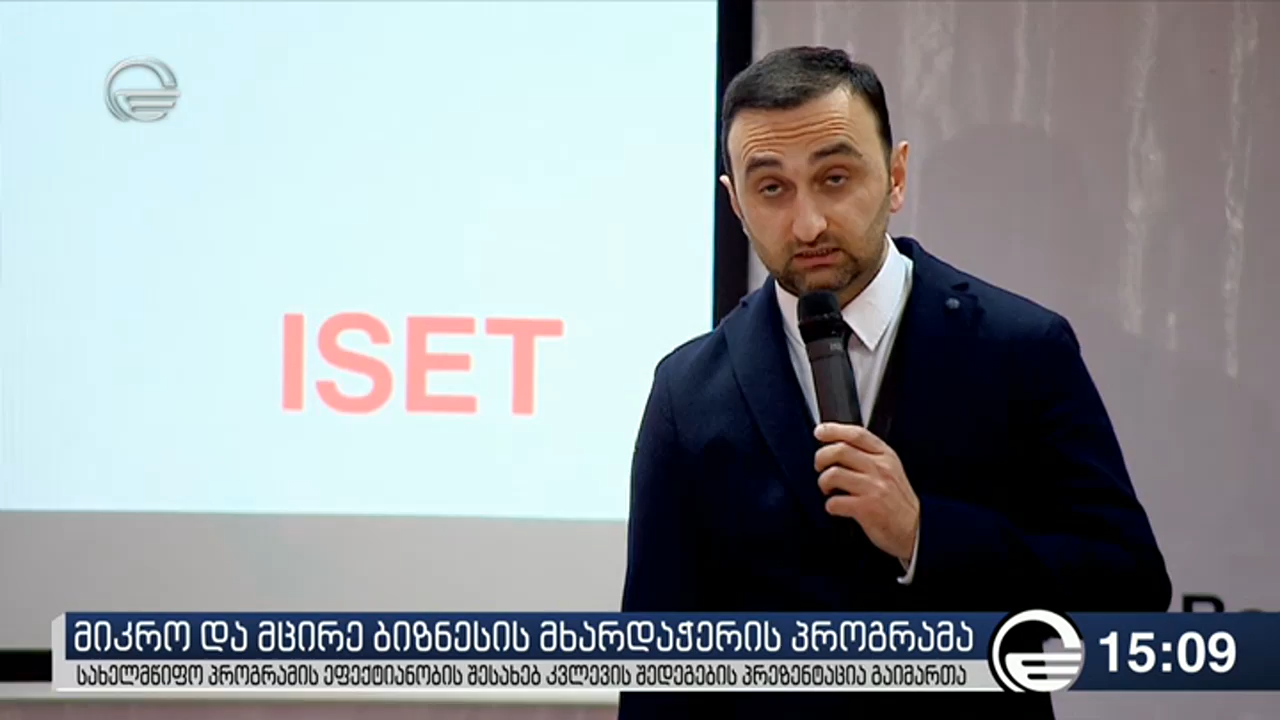 ISET
მიკრო და მცირე ბიზნესის მხარდაჭერის პროგრამა
სახელმწიფო პროგრამის ეფექტიანობის შესახებ კვლევის შედეგების პრეზენტაცია გაიმართა
15:09